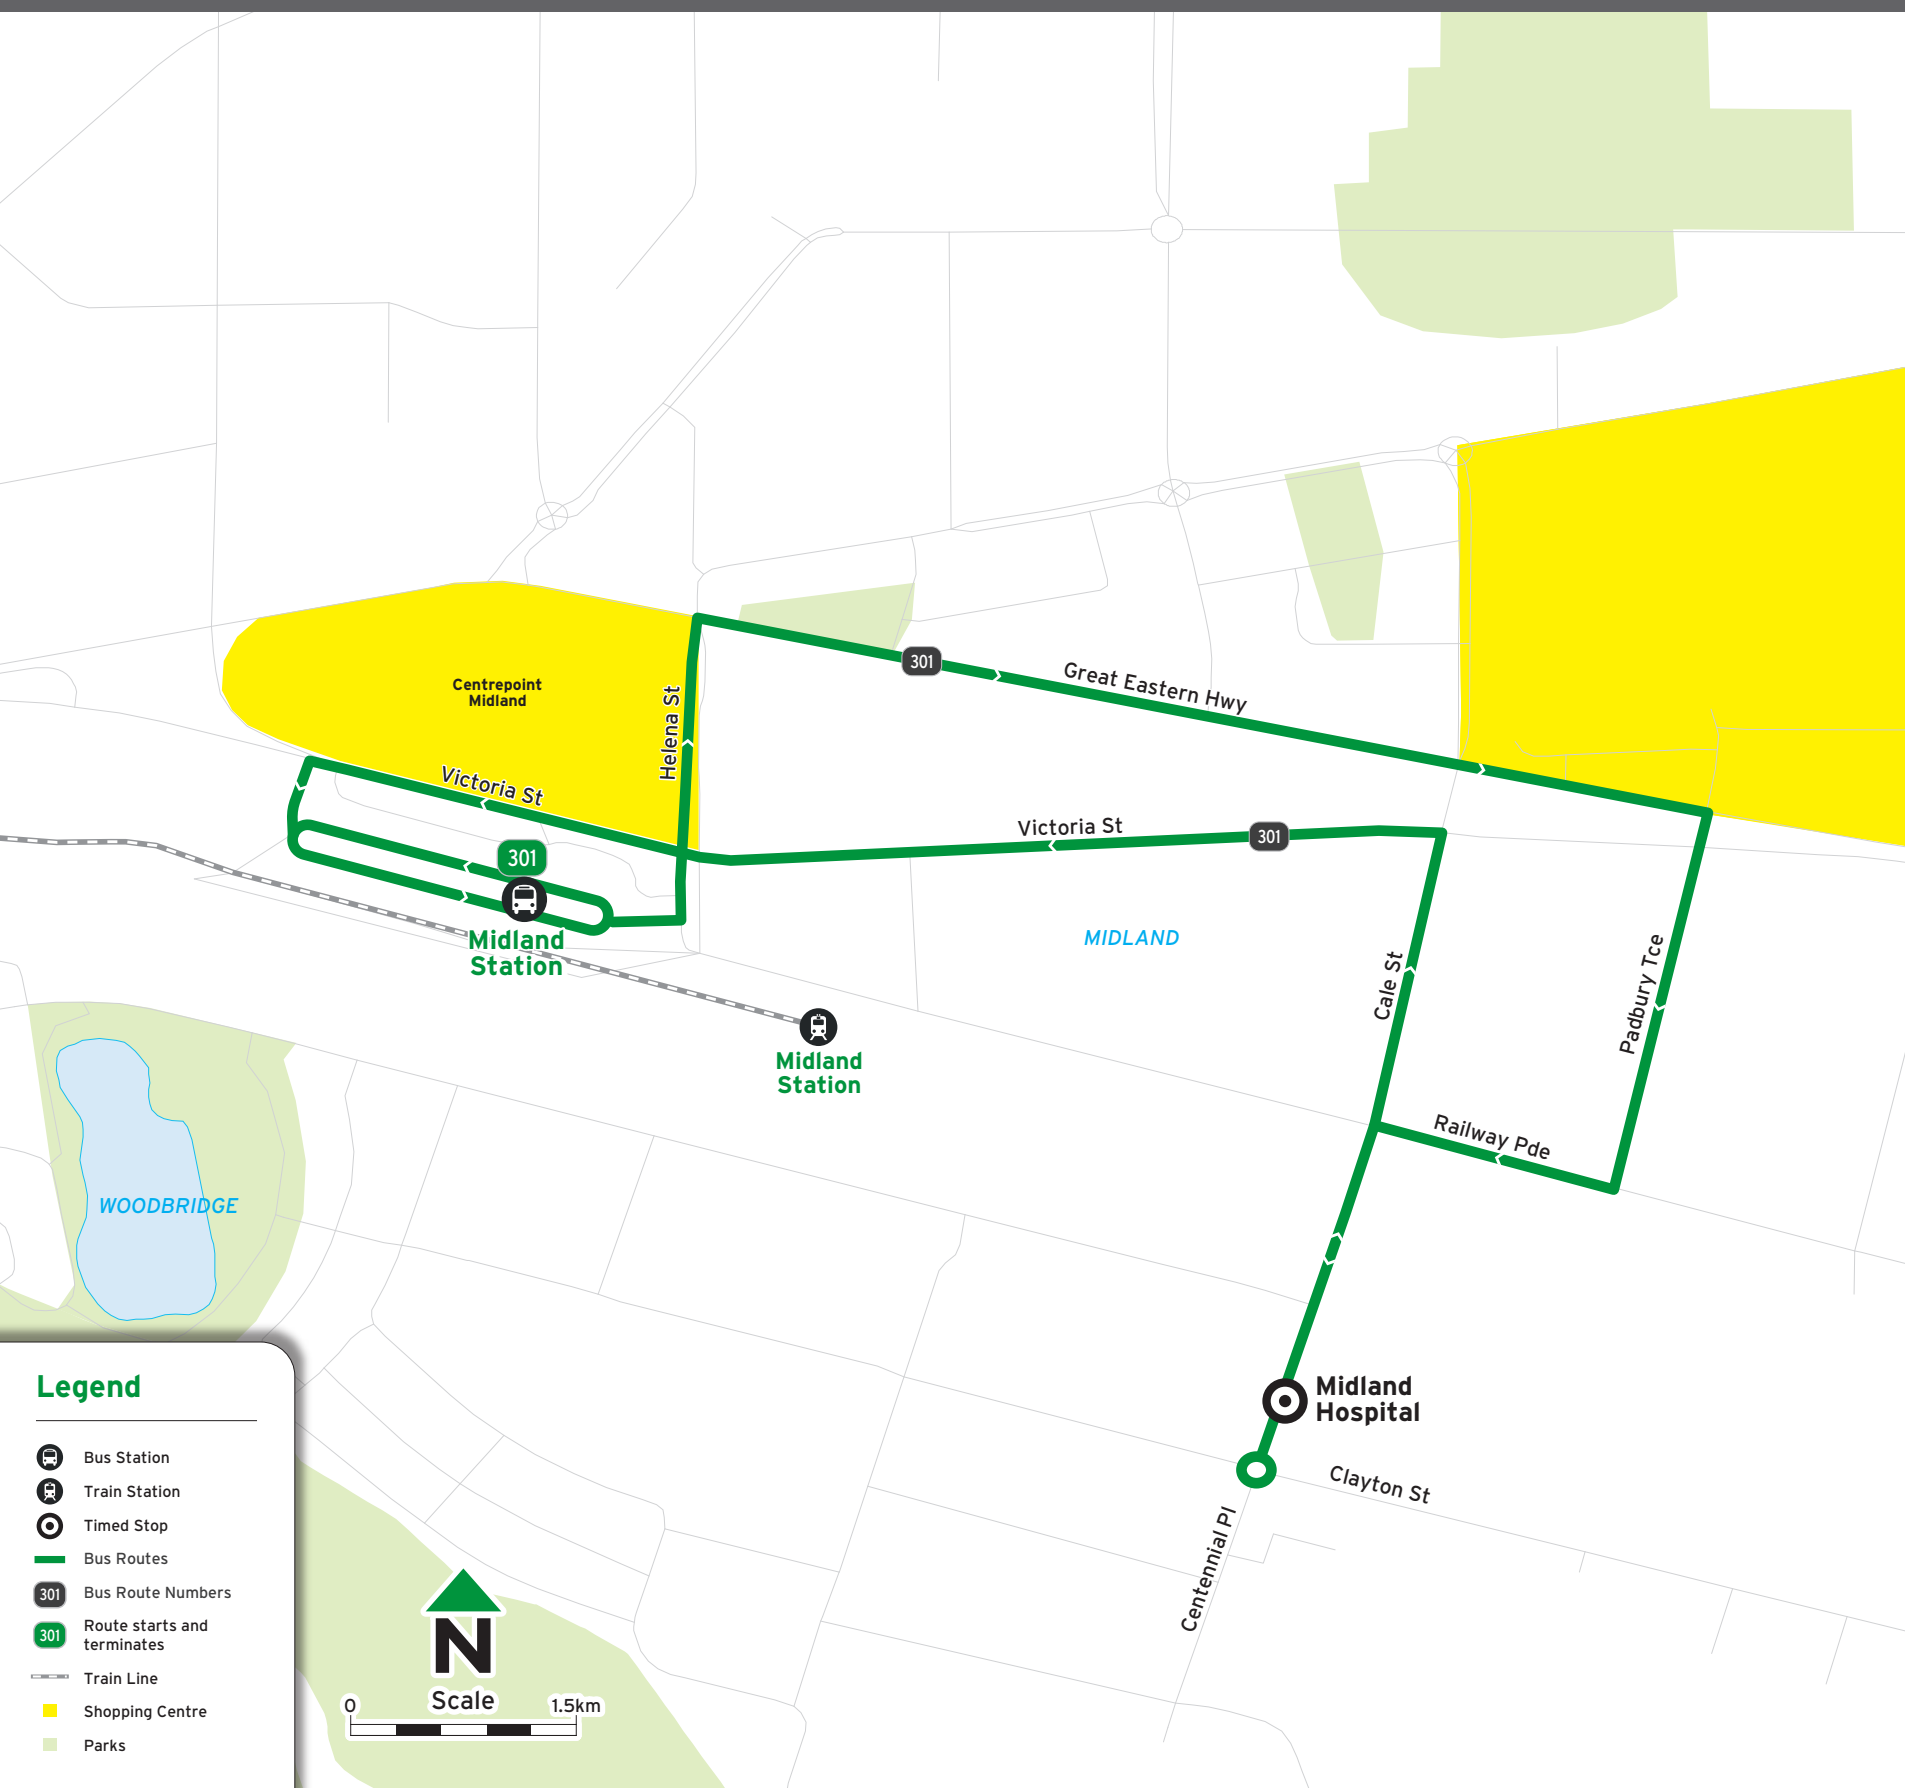 Centrepoint
Midland
Helena St
301
Great Eastern Hwy
Victoria St
Victoria St
301
301
Midland
Station
MIDLAND
Cale St
Padbury Tce
Midland
Station
Railway Pde
WOODBRIDGE
Midland
Hospital
Clayton St
Centennial Pl
Legend
Bus Station
Train Station
Timed Stop
Bus Routes
301 Bus Route Numbers
301 Route starts and
terminates
Train Line
Shopping Centre
Parks
N
Scale
0 1.5km